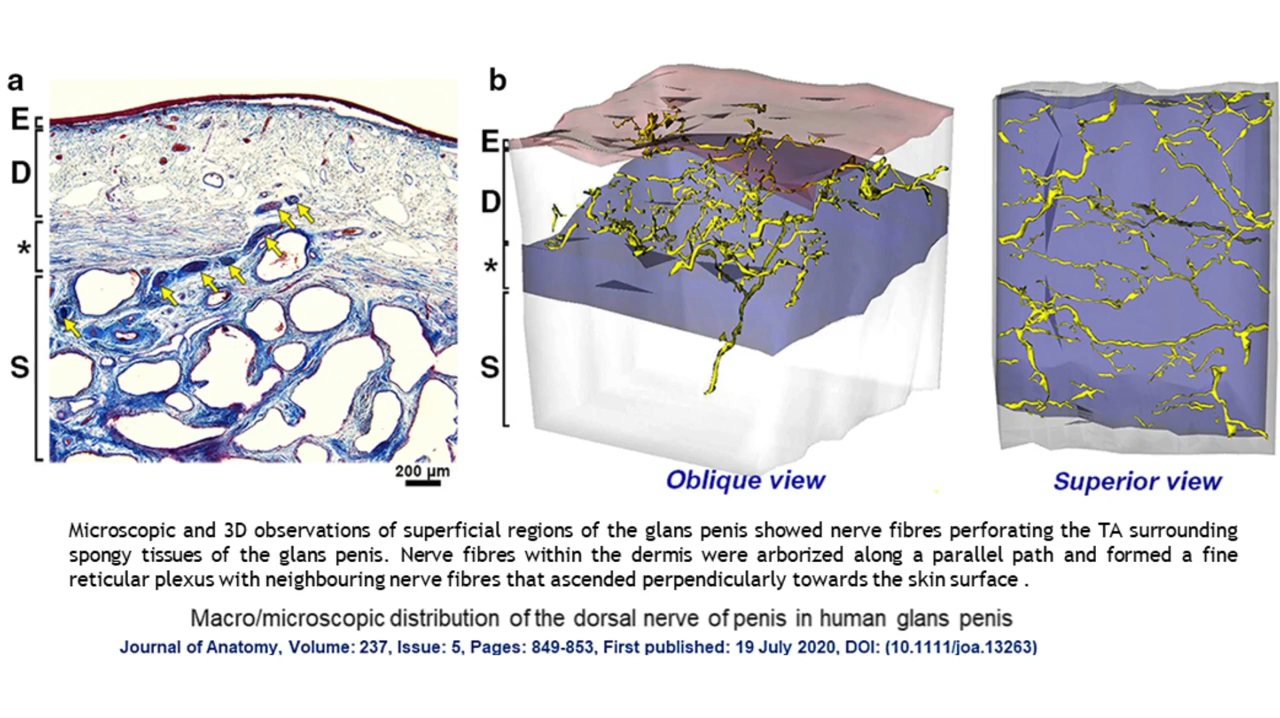 a
b
E
D
*
S
E
D
*
S
200 µm
Oblique view
Superior view
Microscopic and 3D observations of superficial regions of the glans penis showed nerve fibres perforating the TA surrounding
spongy tissues of the glans penis. Nerve fibres within the dermis were arborized along a parallel path and formed a fine
reticular plexus with neighbouring nerve fibres that ascended perpendicularly towards the skin surface .
Macro/microscopic distribution of the dorsal nerve of penis in human glans penis
Journal of Anatomy, Volume: 237, Issue: 5, Pages: 849-853, First published: 19 July 2020, DOI: (10.1111/joa.13263)